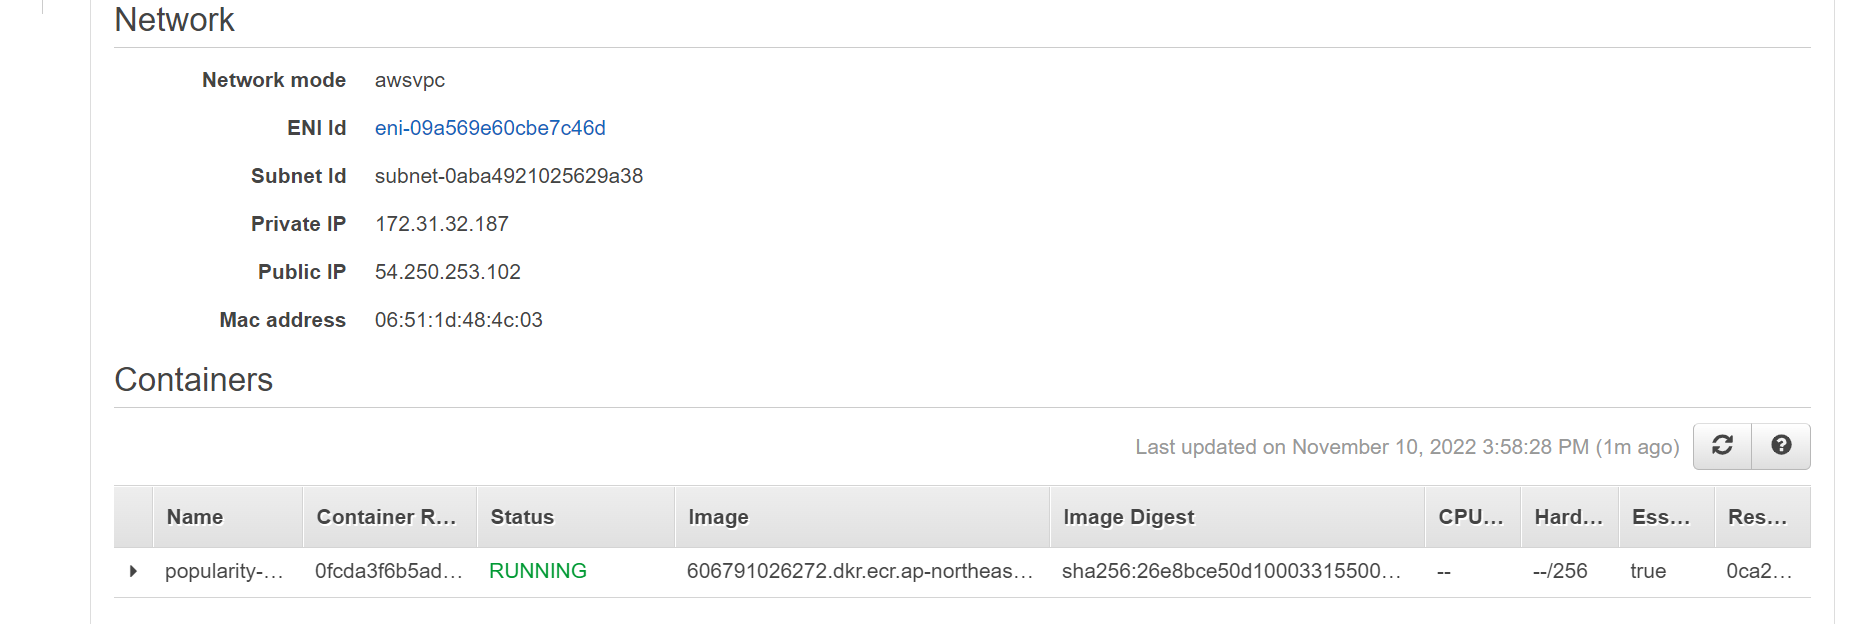 Network
Network mode awsvpc
ENI Id eni-09a569e60cbe7c46d
Subnet Id subnet-0aba4921025629a38
Private IP 172.31.32.187
Public IP 54.250.253.102
Mac address 06:51:1d:48:4c:03
Containers
Last updated on November 10, 2022 3:58:28 PM (1m ago)
Name Container R... Status Image Image Digest CPU... Hard... Ess... Res...
popularity-... 0fcda3f6b5ad... RUNNING 606791026272.dkr.ecr.ap-northeas... sha256:26e8bce50d10003315500... -- --/256 true 0ca2...